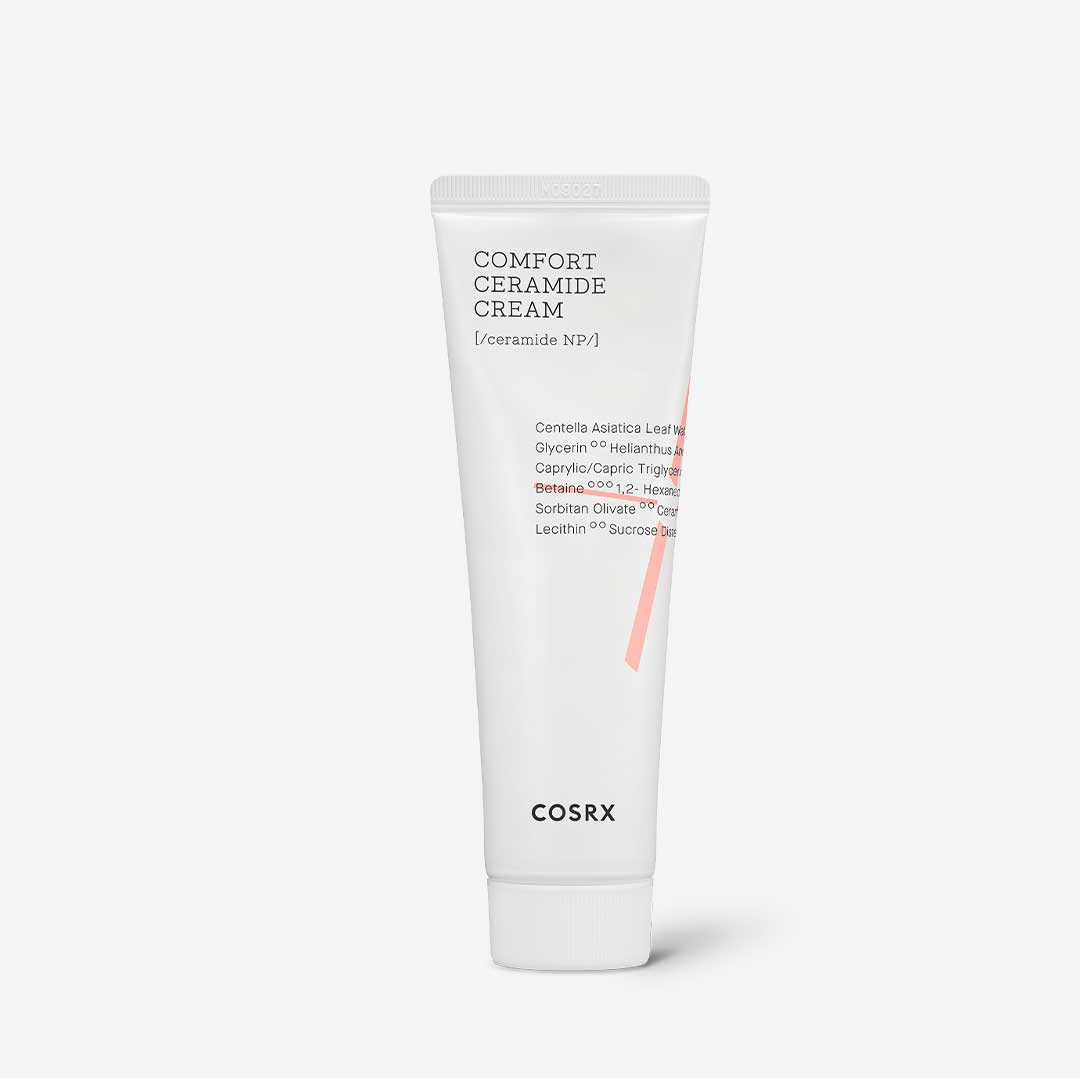 M09027
COMFORT
CERAMIDE
CREAM
[/ceramide NP/]
Centella Asiatica Leaf
Glycerin °° Helianthus
Caprylic/Capric
Betaine °°° 1,2-
Sorbitan Olivate °°
Lecithin °° Sucrose
COSRX